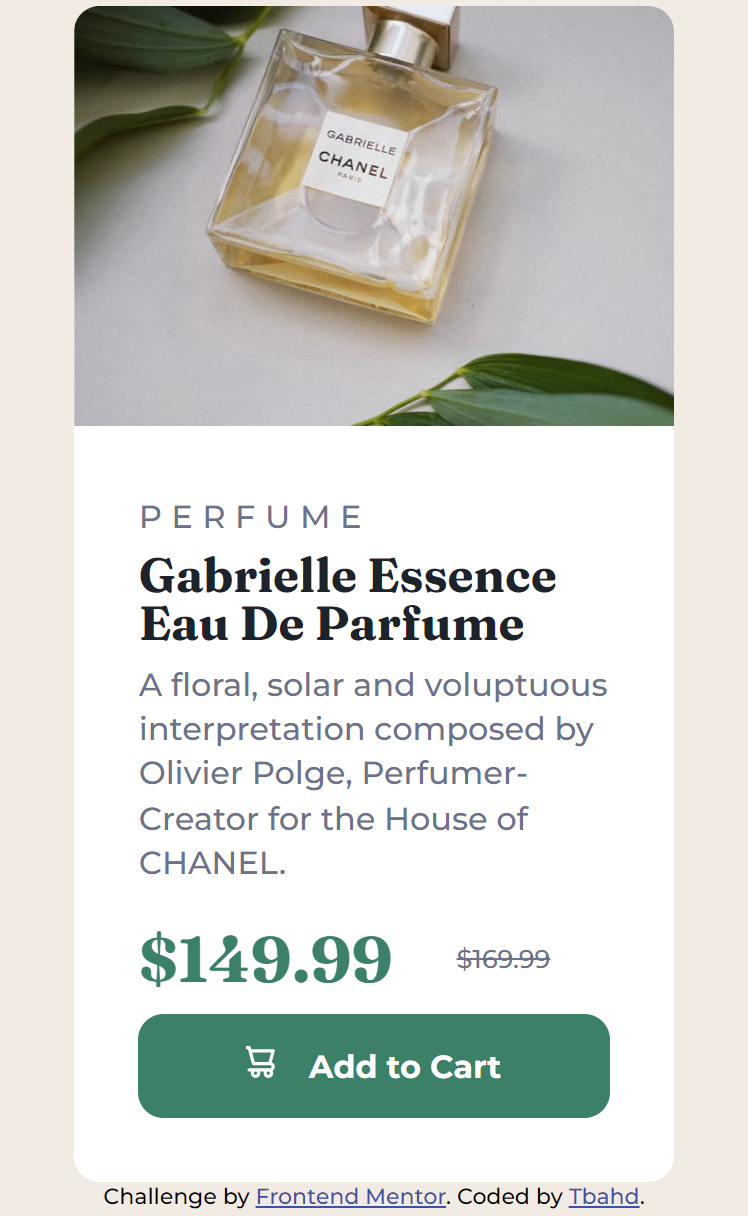 GABRIELLE
CHANEL
PARIS
PERFUME
Gabrielle Essence
Eau De Parfume
A floral, solar and voluptuous
interpretation composed by
Olivier Polge, Perfumer-
Creator for the House of
CHANEL.
$149.99 $169.99
Add to Cart
Challenge by Frontend Mentor. Coded by Tbahd.